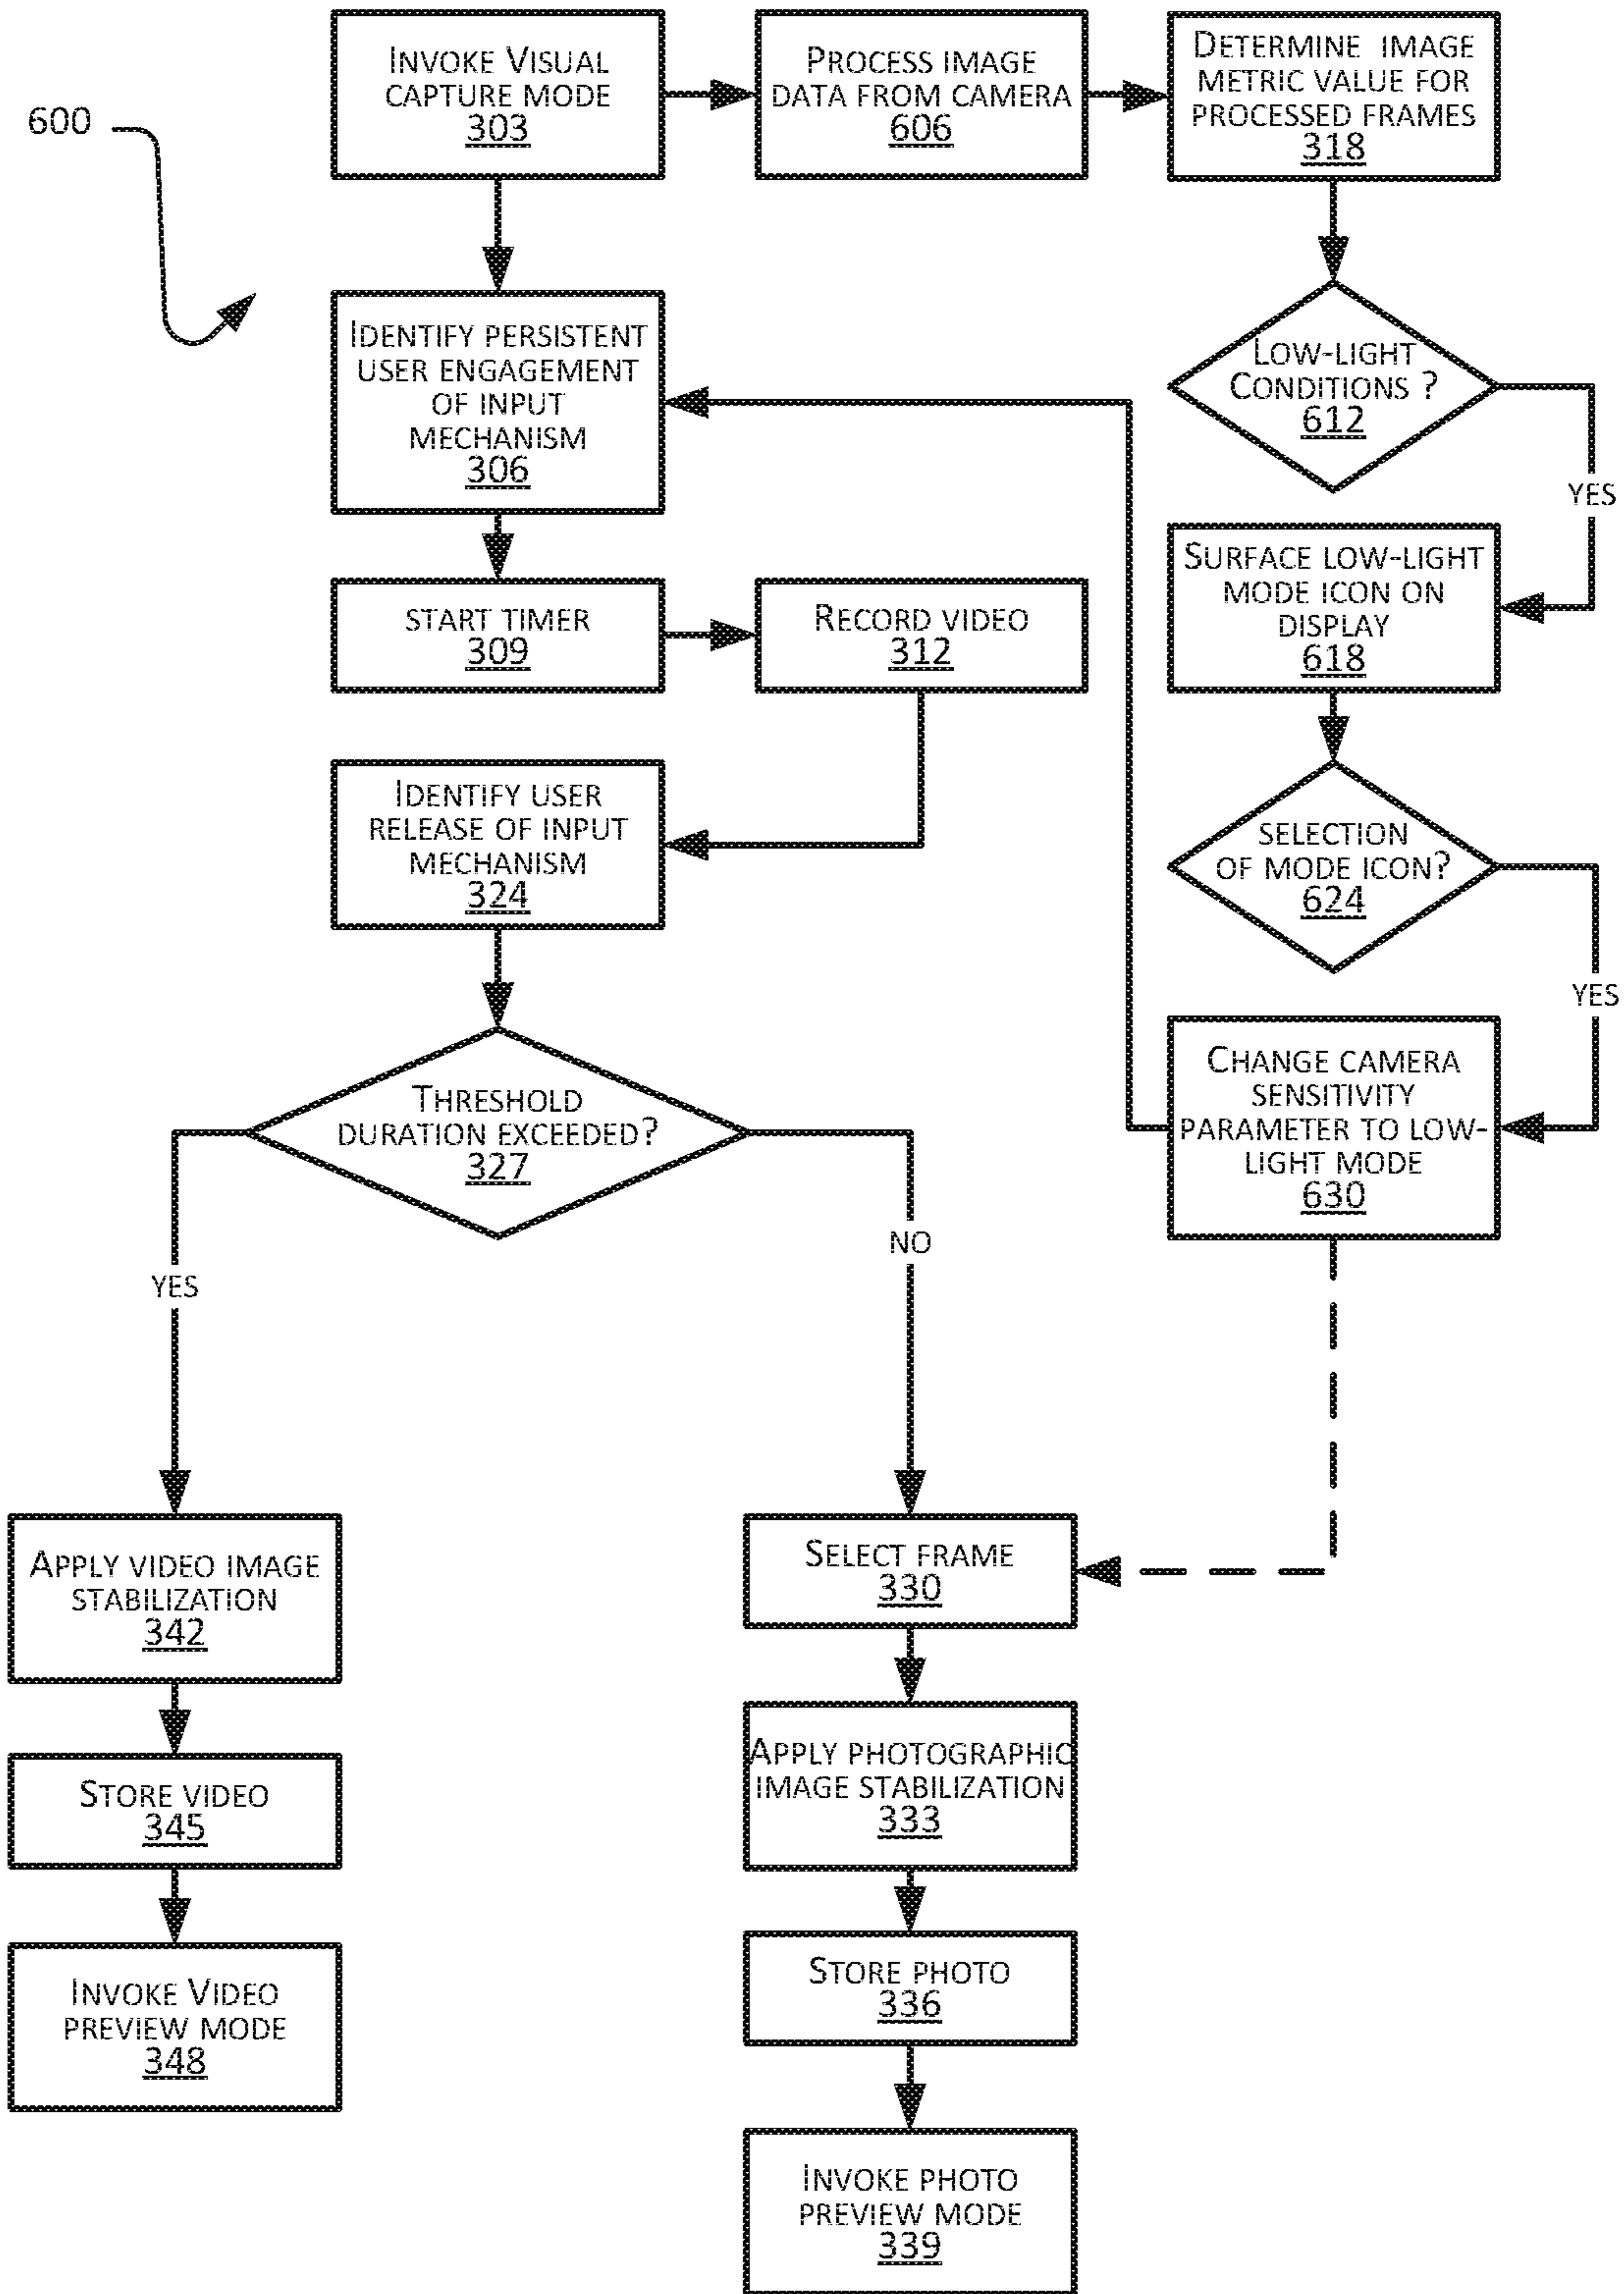 600
INVOKE VISUAL
CAPTURE MODE
303
PROCESS IMAGE
DATA FROM CAMERA
606
DETERMINE IMAGE
METRIC VALUE FOR
PROCESSED FRAMES
318
IDENTIFY PERSISTENT
USER ENGAGEMENT
OF INPUT
MECHANISM
306
LOW-LIGHT
CONDITIONS ?
612
YES
START TIMER
309
RECORD VIDEO
312
SURFACE LOW-LIGHT
MODE ICON ON
DISPLAY
618
IDENTIFY USER
RELEASE OF INPUT
MECHANISM
324
SELECTION
OF MODE ICON?
624
YES
THRESHOLD
DURATION EXCEEDED?
327
CHANGE CAMERA
SENSITIVITY
PARAMETER TO LOW-
LIGHT MODE
630
YES
NO
APPLY VIDEO IMAGE
STABILIZATION
342
SELECT FRAME
330
STORE VIDEO
345
APPLY PHOTOGRAPHIC
IMAGE STABILIZATION
333
INVOKE VIDEO
PREVIEW MODE
348
STORE PHOTO
336
INVOKE PHOTO
PREVIEW MODE
339